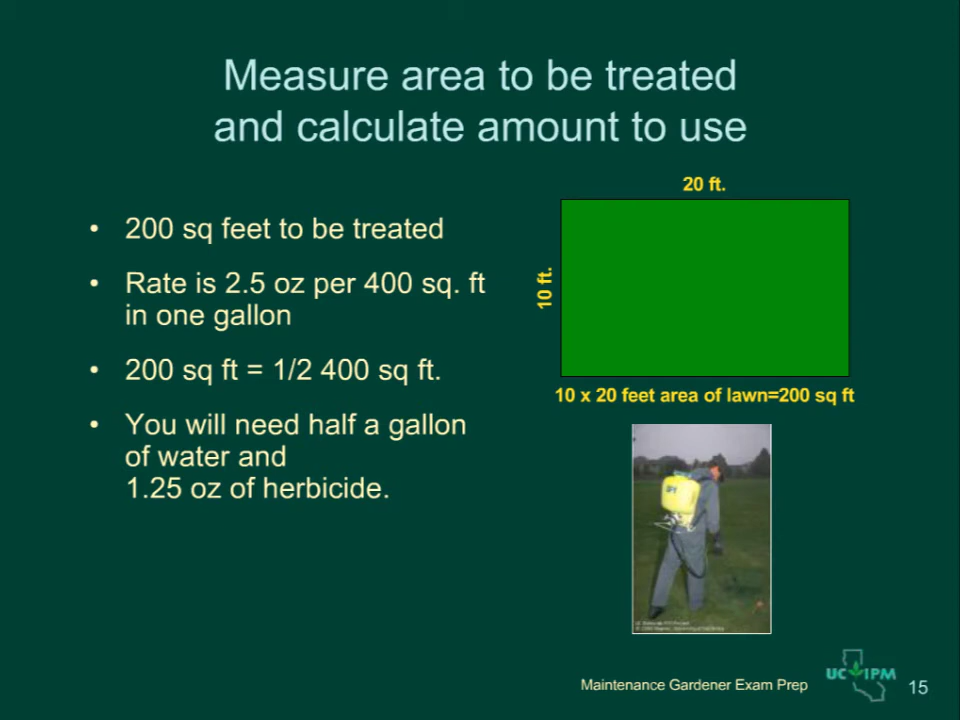 Measure area to be treated
and calculate amount to use
• 200 sq feet to be treated
• Rate is 2.5 oz per 400 sq. ft
in one gallon
• 200 sq ft = 1/2 400 sq ft.
• You will need half a gallon
of water and
1.25 oz of herbicide.
20 ft.
10 ft.
10 x 20 feet area of lawn=200 sq ft
Maintenance Gardener Exam Prep
UC IPM
15